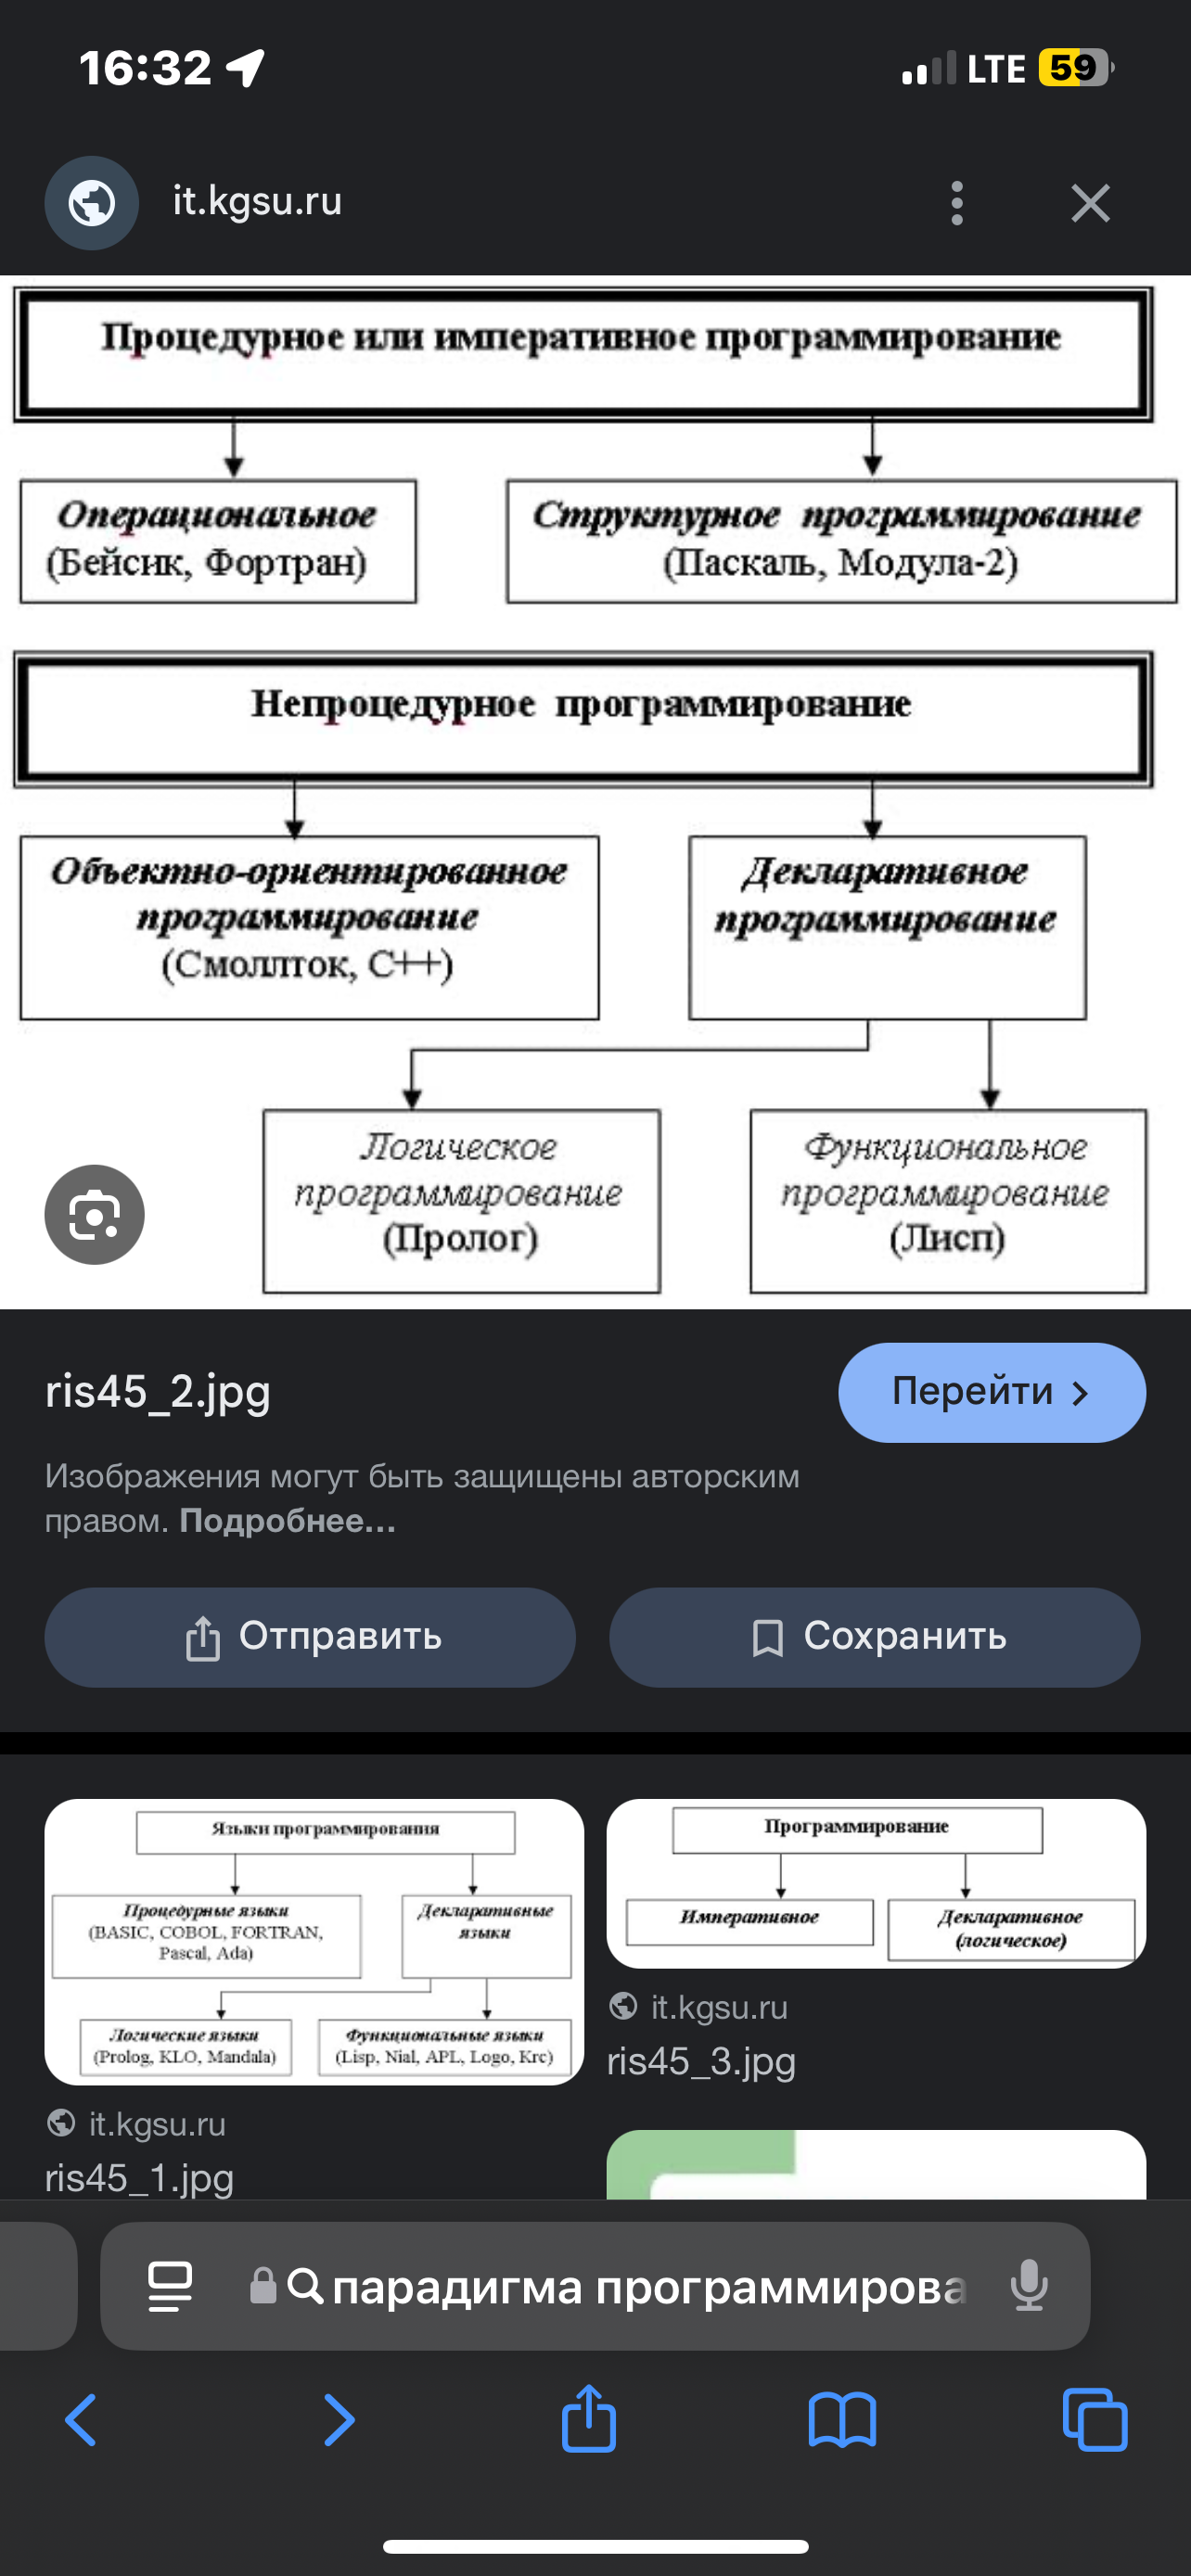 16:32
LTE 59
it.kgsu.ru
Процедурное или императивное программирование
Операциональное
(Бейсик, Фортран)
Структурное программирование
(Паскаль, Модула-2)
Непроцедурное программирование
Объектно-ориентированное
программирование
(Смоллток, С++)
Декларативное
программирование
Логическое
программирование
(Пролог)
Функциональное
программирование
(Лисп)
ris45_2.jpg
Перейти
Изображения могут быть защищены авторским
правом. Подробнее...
Отправить
Сохранить
Языки программирования
Процедурные языки
(BASIC, COBOL, FORTRAN,
Pascal, Ada)
Декларативные
языки
Логические языки
(Prolog, KLO, Mandala)
Функциональные языки
(Lisp, Nial, APL, Logo, Krc)
it.kgsu.ru
ris45_1.jpg
Программирование
Императивное
Декларативное
(логическое)
it.kgsu.ru
ris45_3.jpg
парадигма программирова